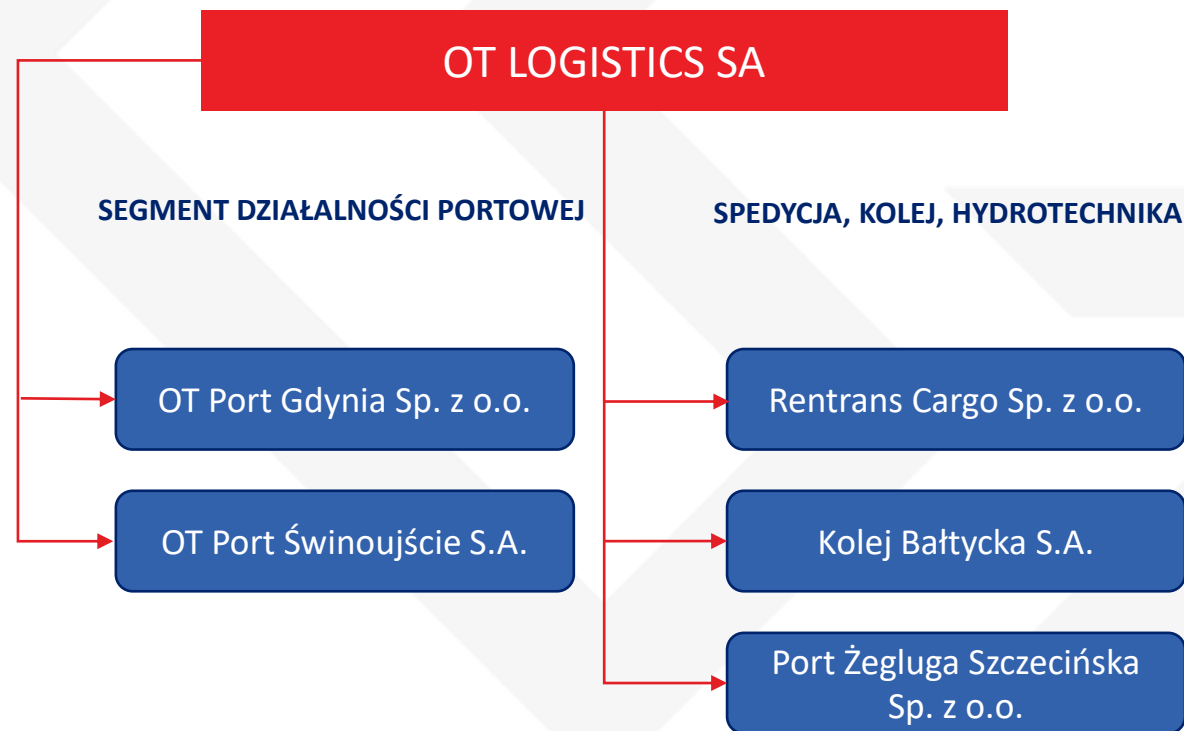 OT LOGISTICS SA
SEGMENT DZIAŁALNOŚCI PORTOWEJ
OT Port Gdynia Sp. z o.o.
OT Port Świnoujście S.A.
SPEDYCJA, KOLEJ, HYDROTECHNIKA
Rentrans Cargo Sp. z o.o.
Kolej Bałtycka S.A.
Port Żegluga Szczecińska
Sp. z o.o.